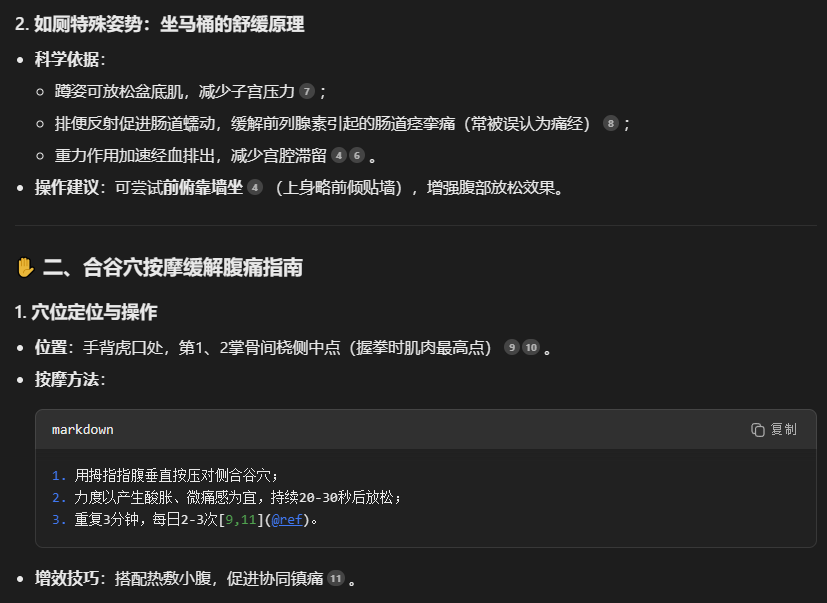 2. 如厕特殊姿势：坐马桶的舒缓原理
• 科学依据：
○ 蹲姿可放松盆底肌，减少子宫压力 7 ；
○ 排便反射促进肠道蠕动，缓解前列腺素引起的肠道痉挛痛（常被误认为痛经） 8 ；
○ 重力作用加速经血排出，减少宫腔滞留 4 6 。
• 操作建议：可尝试前俯靠墙坐 4 （上身略前倾贴墙），增强腹部放松效果。
✋ 二、合谷穴按摩缓解腹痛指南
1. 穴位定位与操作
• 位置：手背虎口处，第1、2掌骨间桡侧中点（握拳时肌肉最高点） 9 10 。
• 按摩方法：
markdown 复制
1. 用拇指指腹垂直按压对侧合谷穴；
2. 力度以产生酸胀、微痛感为宜，持续20-30秒后放松；
3. 重复3分钟，每日2-3次[9,11](@ref)。
• 增效技巧：搭配热敷小腹，促进协同镇痛 11 。